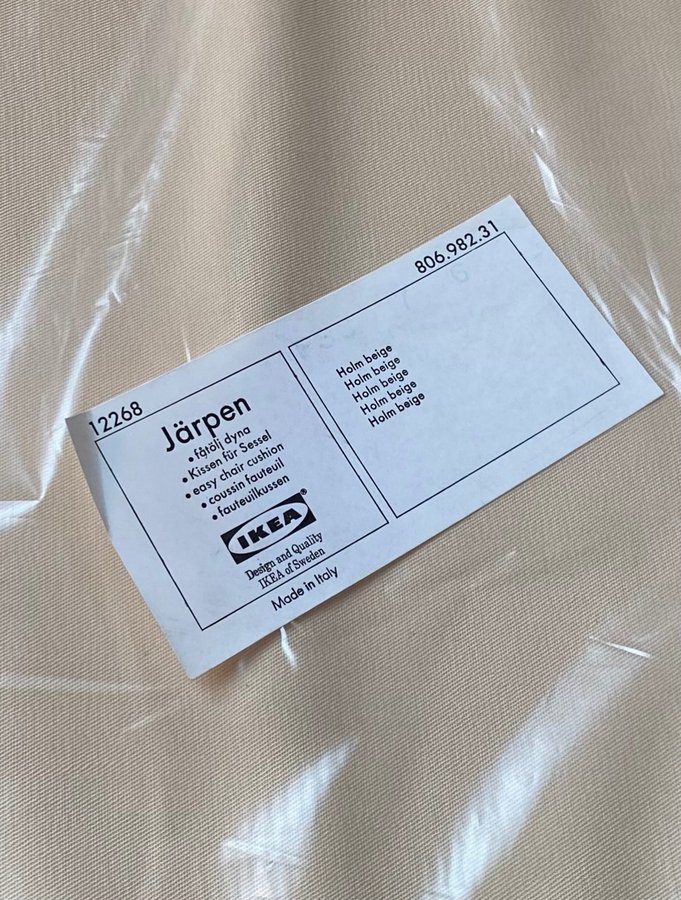 12268
806.982.31
Järpen
• fåtölj dyna
• Kissen für Sessel
• easy chair cushion
• coussin fauteuil
• fauteuilkussen
IKEA®
Design and Quality
IKEA of Sweden
Made in Italy
Holm beige
Holm beige
Holm beige
Holm beige
Holm beige